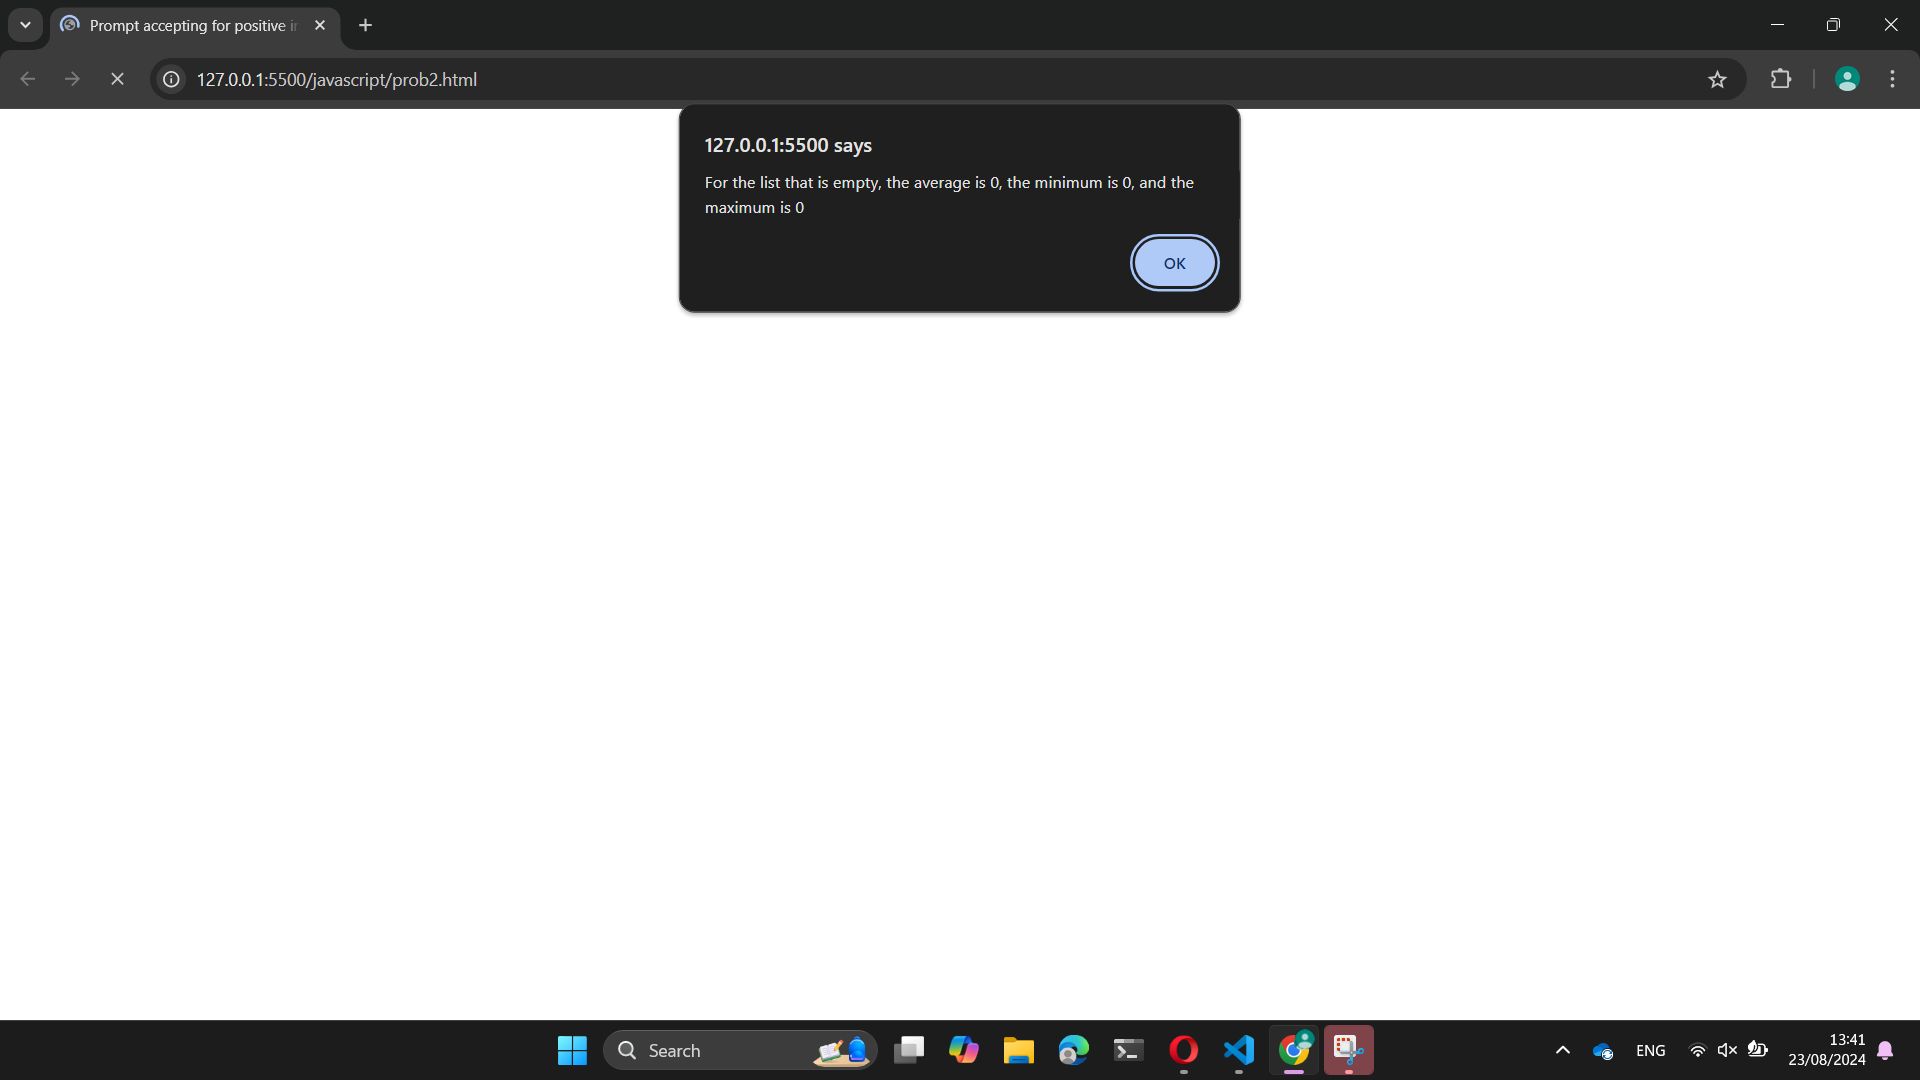 Prompt accepting for positive in
127.0.0.1:5500/javascript/prob2.html
127.0.0.1:5500 says
For the list that is empty, the average is 0, the minimum is 0, and the
maximum is 0
OK
Search
ENG
13:41
23/08/2024